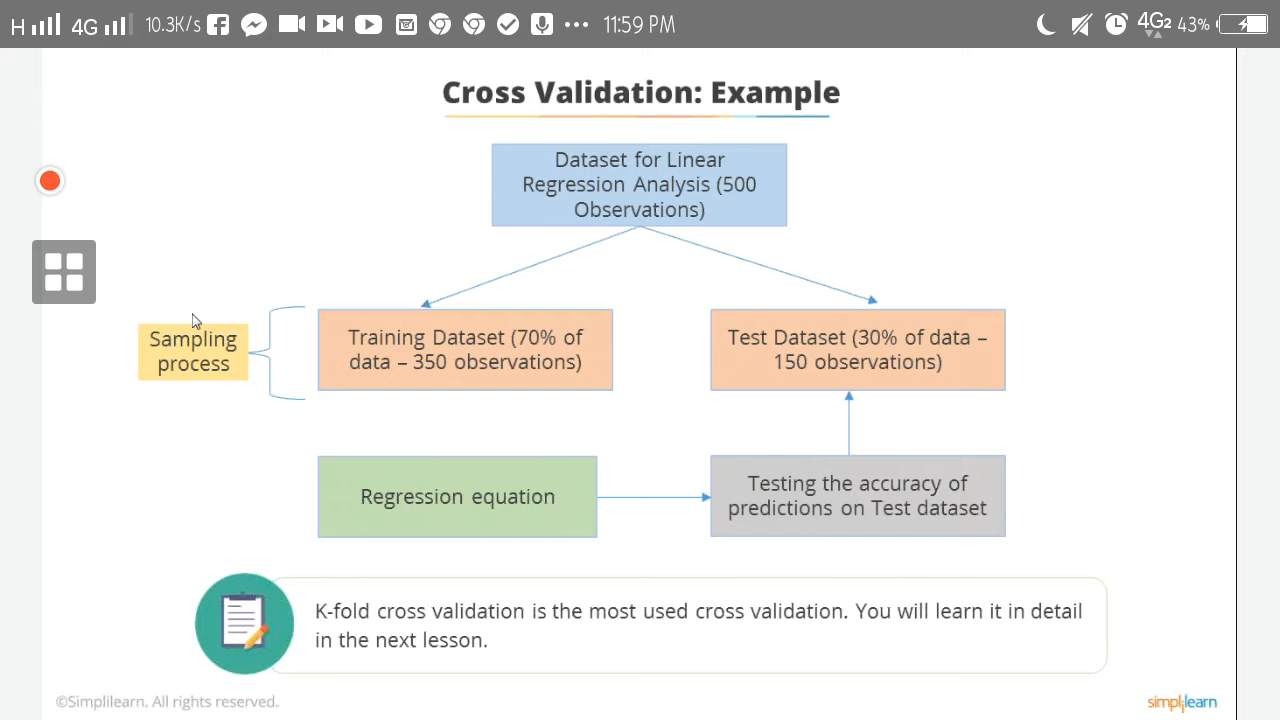 H 4G 10.3K/s 11:59 PM 4G2 43%
Cross Validation: Example
Dataset for Linear
Regression Analysis (500
Observations)
Sampling
process
Training Dataset (70% of
data – 350 observations)
Test Dataset (30% of data –
150 observations)
Regression equation
Testing the accuracy of
predictions on Test dataset
K-fold cross validation is the most used cross validation. You will learn it in detail
in the next lesson.
©Simplilearn. All rights reserved.
simplilearn